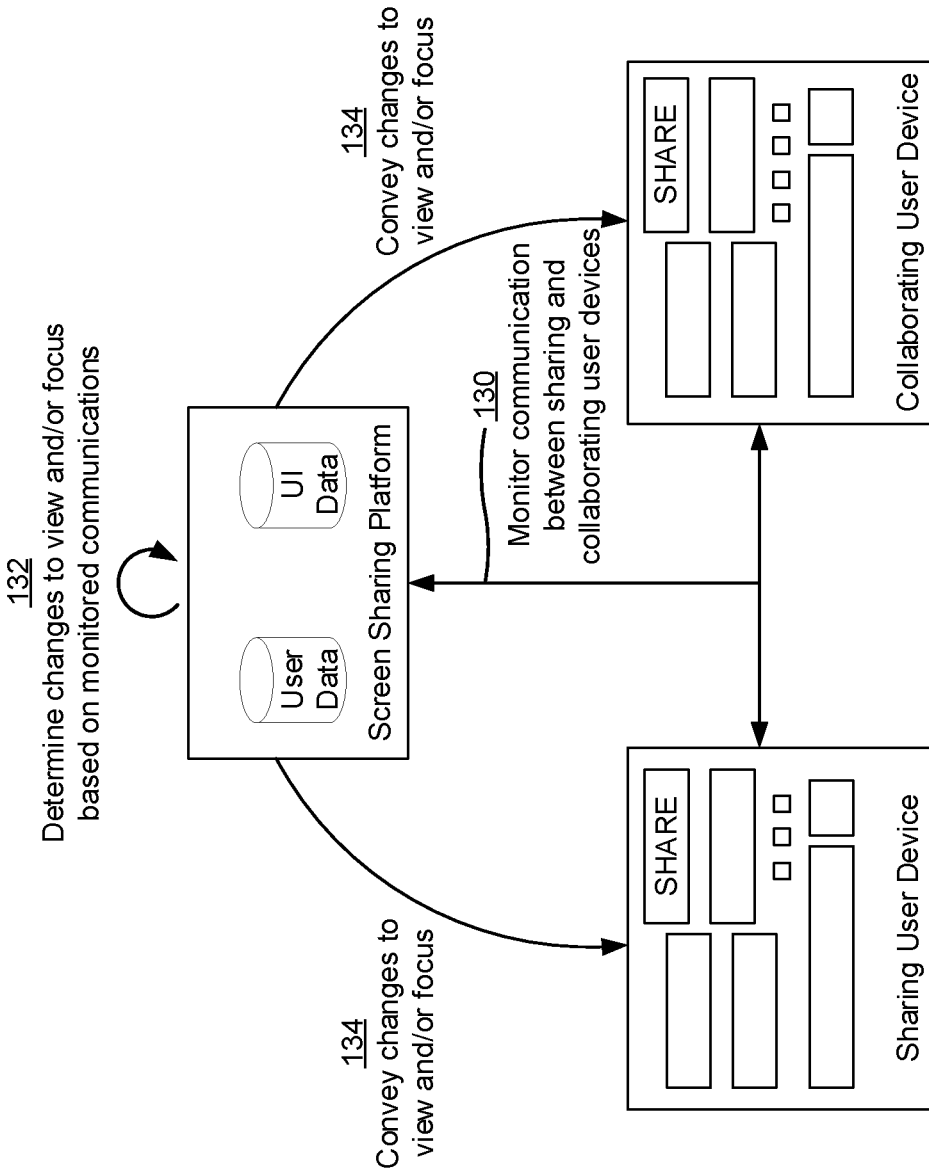 132
Determine changes to view and/or focus
based on monitored communications
User
Data
UI
Data
Screen Sharing Platform
134
Convey changes to
view and/or focus
134
Convey changes to
view and/or focus
130
Monitor communication
between sharing and
collaborating user devices
SHARE
Sharing User Device
SHARE
Collaborating User Device